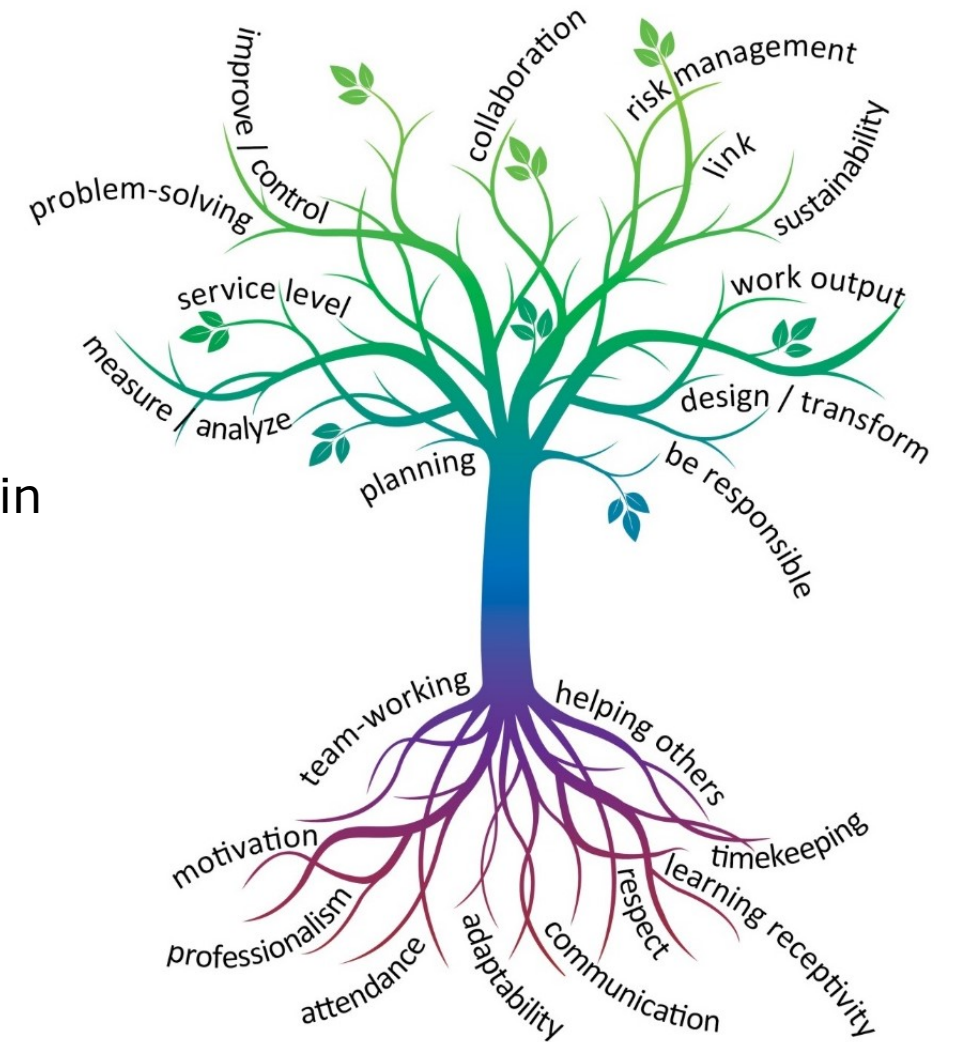 improve / control
collaboration
risk management
link
sustainability
problem-solving
service level
work output
measure / analyze
design / transform
planning
be responsible
in
team-working
helping others
motivation
timekeeping
professionalism
learning receptivity
respect
attendance
adaptability
communication